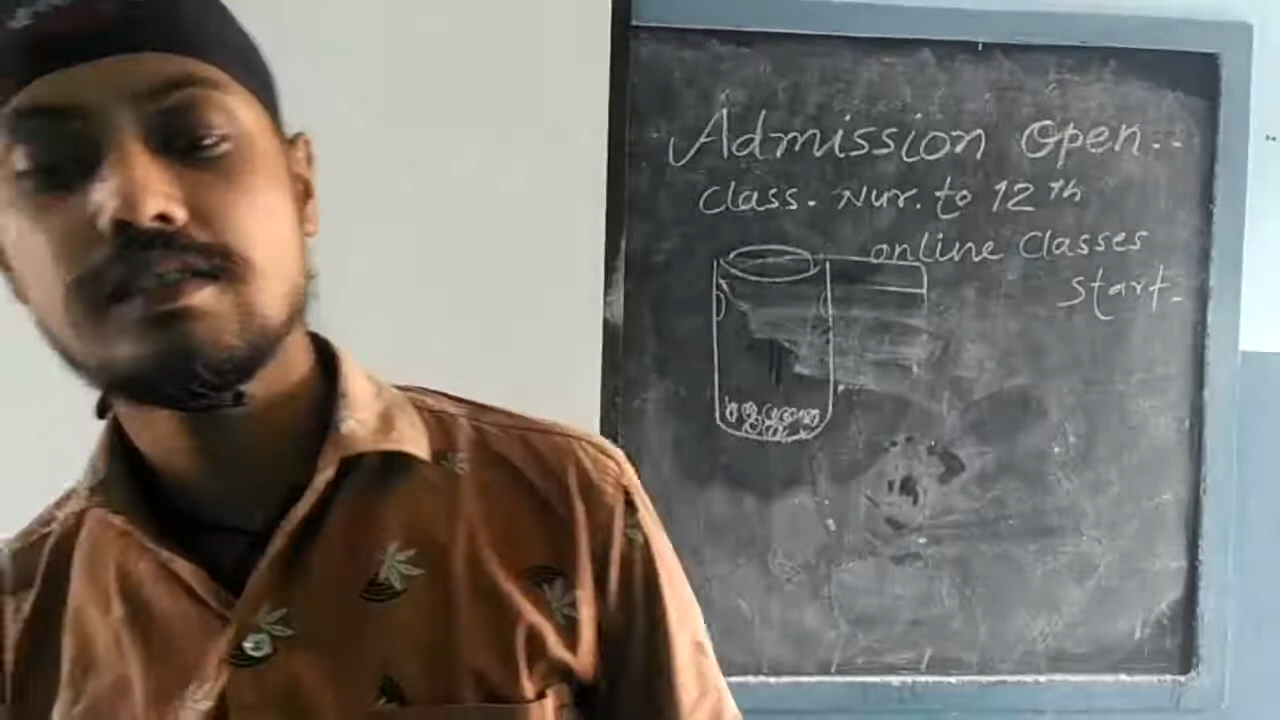 Admission Open..
Class. Nur. to 12th
online Classes
Start.